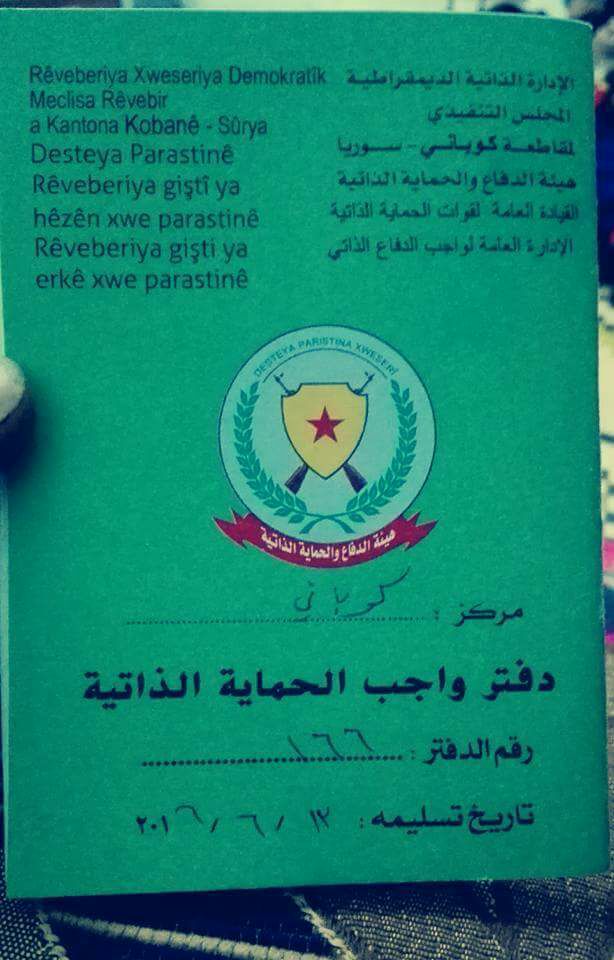 Rêveberiya Xweseriya Demokratîk
Meclisa Rêvebir
a Kantona Kobanê - Sûrya
Desteya Parastinê
Rêveberiya giştî ya
hêzên xwe parastinê
Rêveberiya gişti ya
erkê xwe parastinê
الإدارة الذاتية الديمقراطية
المجلس التنفيذي
لمقاطعة كوباني - سوريا
هيئة الدفاع والحماية الذاتية
القيادة العامة لقوات الحماية الذاتية
الإدارة العامة لواجب الدفاع الذاتي
DESTEYA PARISTINA XWESERÎ
هيئة الدفاع والحماية الذاتية
مركز : كوباني
دفتر واجب الحماية الذاتية
رقم الدفتر : ١٦٦
تاريخ تسليمه : ١٢ / ٦ / ٢٠١٦